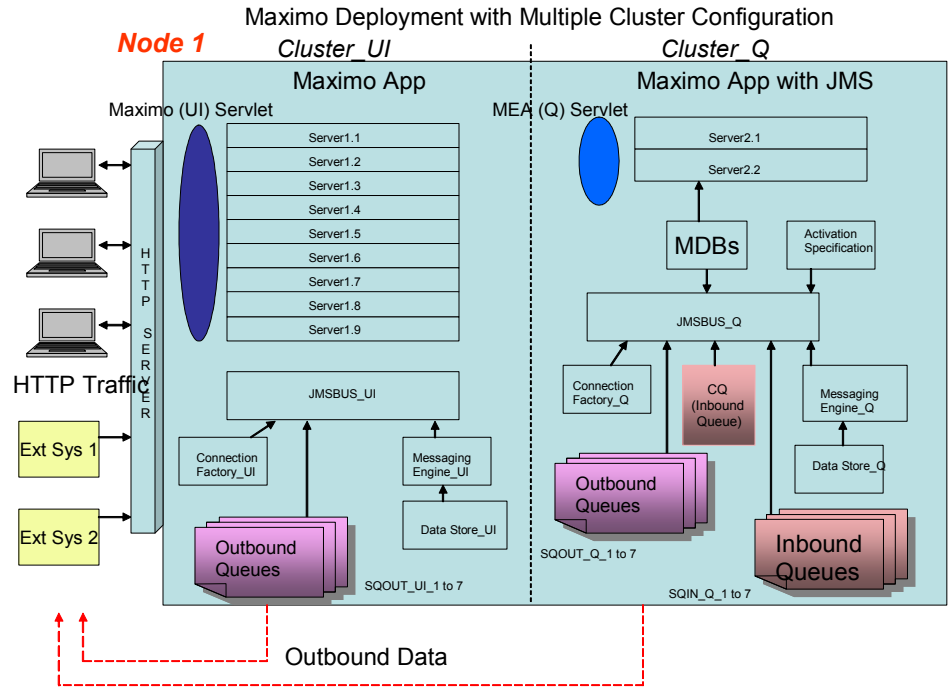 Maximo Deployment with Multiple Cluster Configuration
Node 1
Cluster_UI
Cluster_Q
Maximo App
Maximo App with JMS
Maximo (UI) Servlet
MEA (Q) Servlet
Server1.1
Server1.2
Server1.3
Server1.4
Server1.5
Server1.6
Server1.7
Server1.8
Server1.9
Server2.1
Server2.2
MDBs
Activation
Specification
HTTP SERVER
JMSBUS_Q
HTTP Traffic
JMSBUS_UI
Connection
Factory_Q
CQ
(Inbound
Queue)
Messaging
Engine_Q
Ext Sys 1
Connection
Factory_UI
Messaging
Engine_UI
Data Store_Q
Outbound
Queues
Data Store_UI
Ext Sys 2
Outbound
Queues
SQOUT_Q_1 to 7
Inbound
Queues
SQOUT_UI_1 to 7
SQIN_Q_1 to 7
Outbound Data